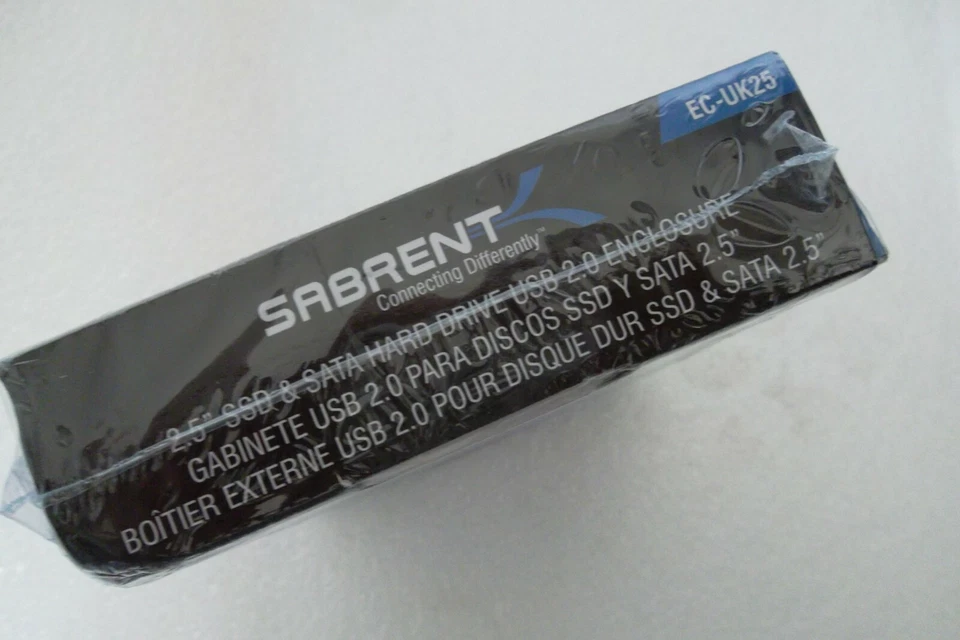 EC-UK25
SABRENT
Connecting Differently™
2.5" SSD & SATA HARD DRIVE USB 2.0 ENCLOSURE
GABINETE USB 2.0 PARA DISCOS SSD Y SATA 2.5"
BOÎTIER EXTERNE USB 2.0 POUR DISQUE DUR SSD & SATA 2.5"